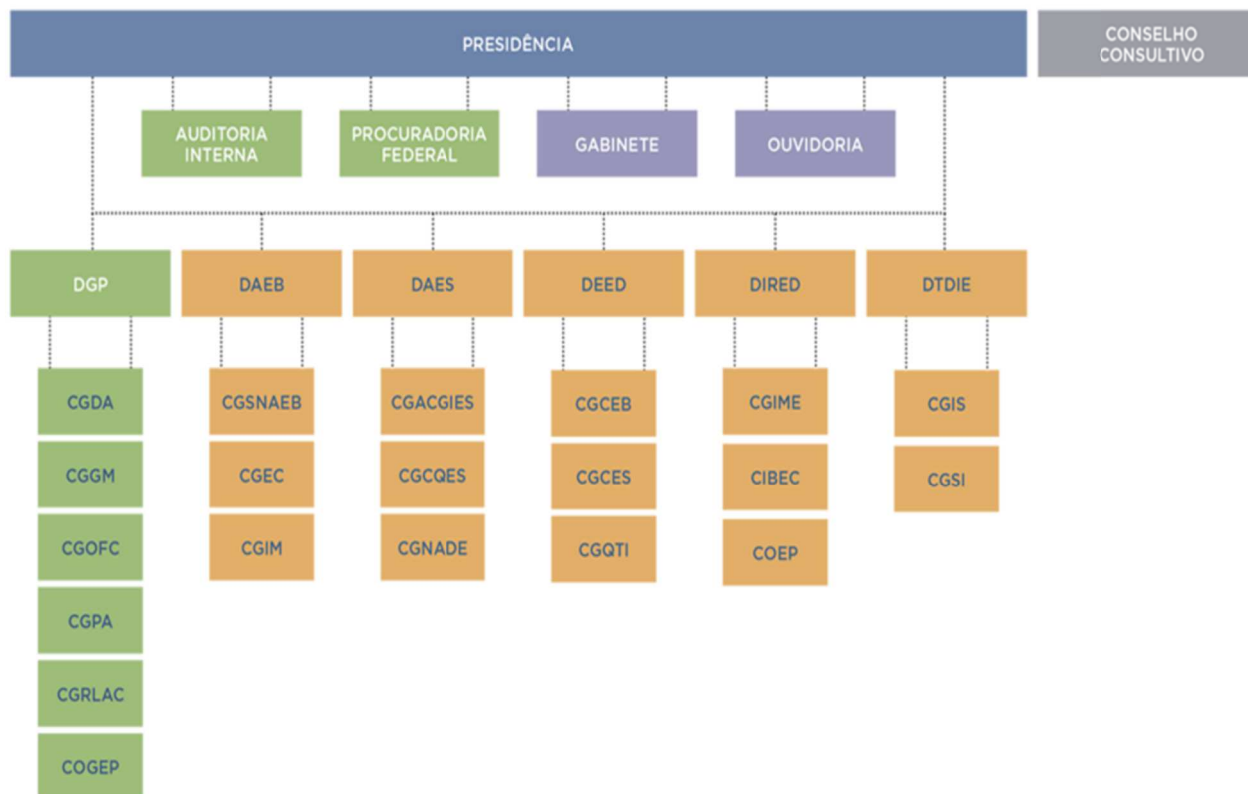 PRESIDÊNCIA
CONSELHO
CONSULTIVO
AUDITORIA
INTERNA
PROCURADORIA
FEDERAL
GABINETE
OUVIDORIA
DGP
DAEB
DAES
DEED
DIRED
DTDIE
CGDA
CGSNAEB
CGACGIES
CGCEB
CGIME
CGIS
CGGM
CGEC
CGCQES
CGCES
CIBEC
CGSI
CGOFC
CGIM
CGNADE
CGQTI
COEP
CGPA
CGRLAC
COGEP